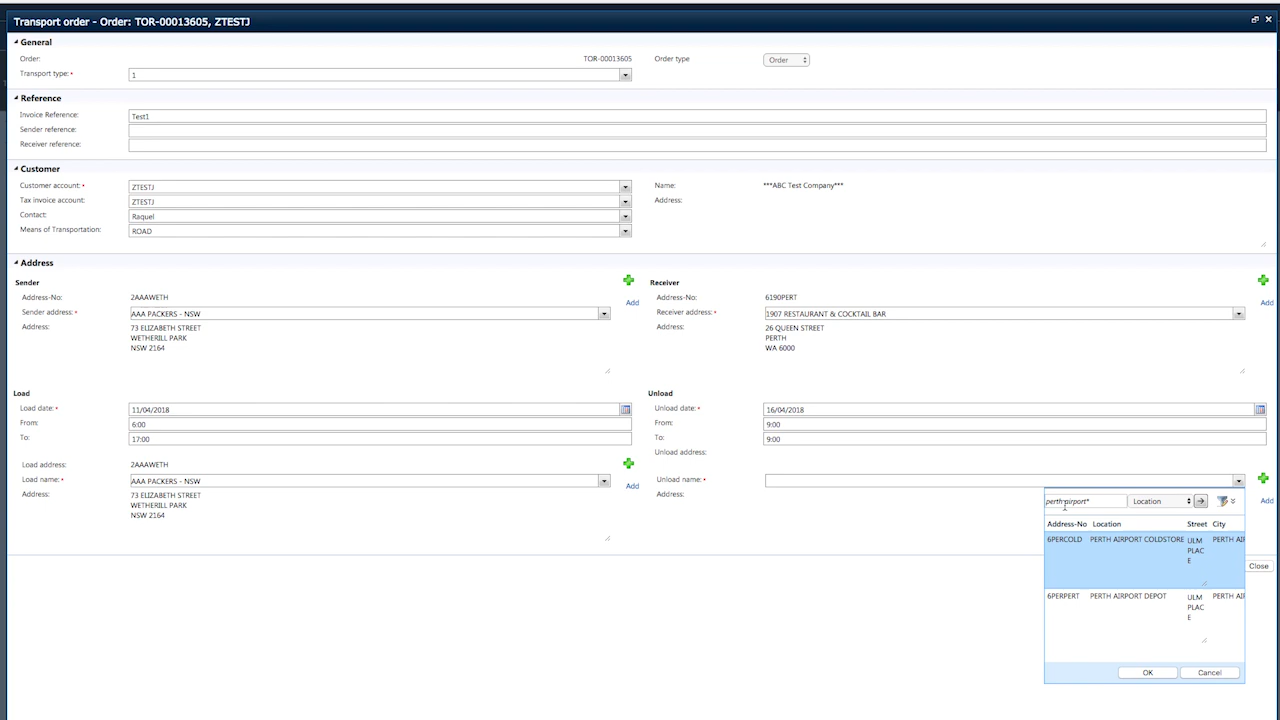 Transport order - Order: TOR-00013605, ZTESTJ
General
Order: TOR-00013605 Order type Order
Transport type: * 1
Reference
Invoice Reference: Test1
Sender reference:
Receiver reference:
Customer
Customer account: * ZTESTJ Name: ***ABC Test Company***
Tax invoice account: ZTESTJ Address:
Contact: Raquel
Means of Transportation: ROAD
Address
Sender Receiver
Address-No: 2AAAWETH Add Address-No: 6190PERT Add
Sender address: * AAA PACKERS - NSW Receiver address: * 1907 RESTAURANT & COCKTAIL BAR
Address: 73 ELIZABETH STREET Address: 26 QUEEN STREET
WETHERILL PARK PERTH
NSW 2164 WA 6000
Load Unload
Load date: * 11/04/2018 Unload date: * 16/04/2018
From: 6:00 From: 9:00
To: 17:00 To: 9:00
Unload address:
Load address: 2AAAWETH
Load name: * AAA PACKERS - NSW Add Unload name: *
Address: 73 ELIZABETH STREET Address: Add
WETHERILL PARK
NSW 2164
perth*airport* Location
Address-No Location Street City
6PERCOLD PERTH AIRPORT COLDSTORE ULM PERTH AI
PLAC
E
Close
6PERPERT PERTH AIRPORT DEPOT ULM PERTH AI
PLAC
E
OK Cancel